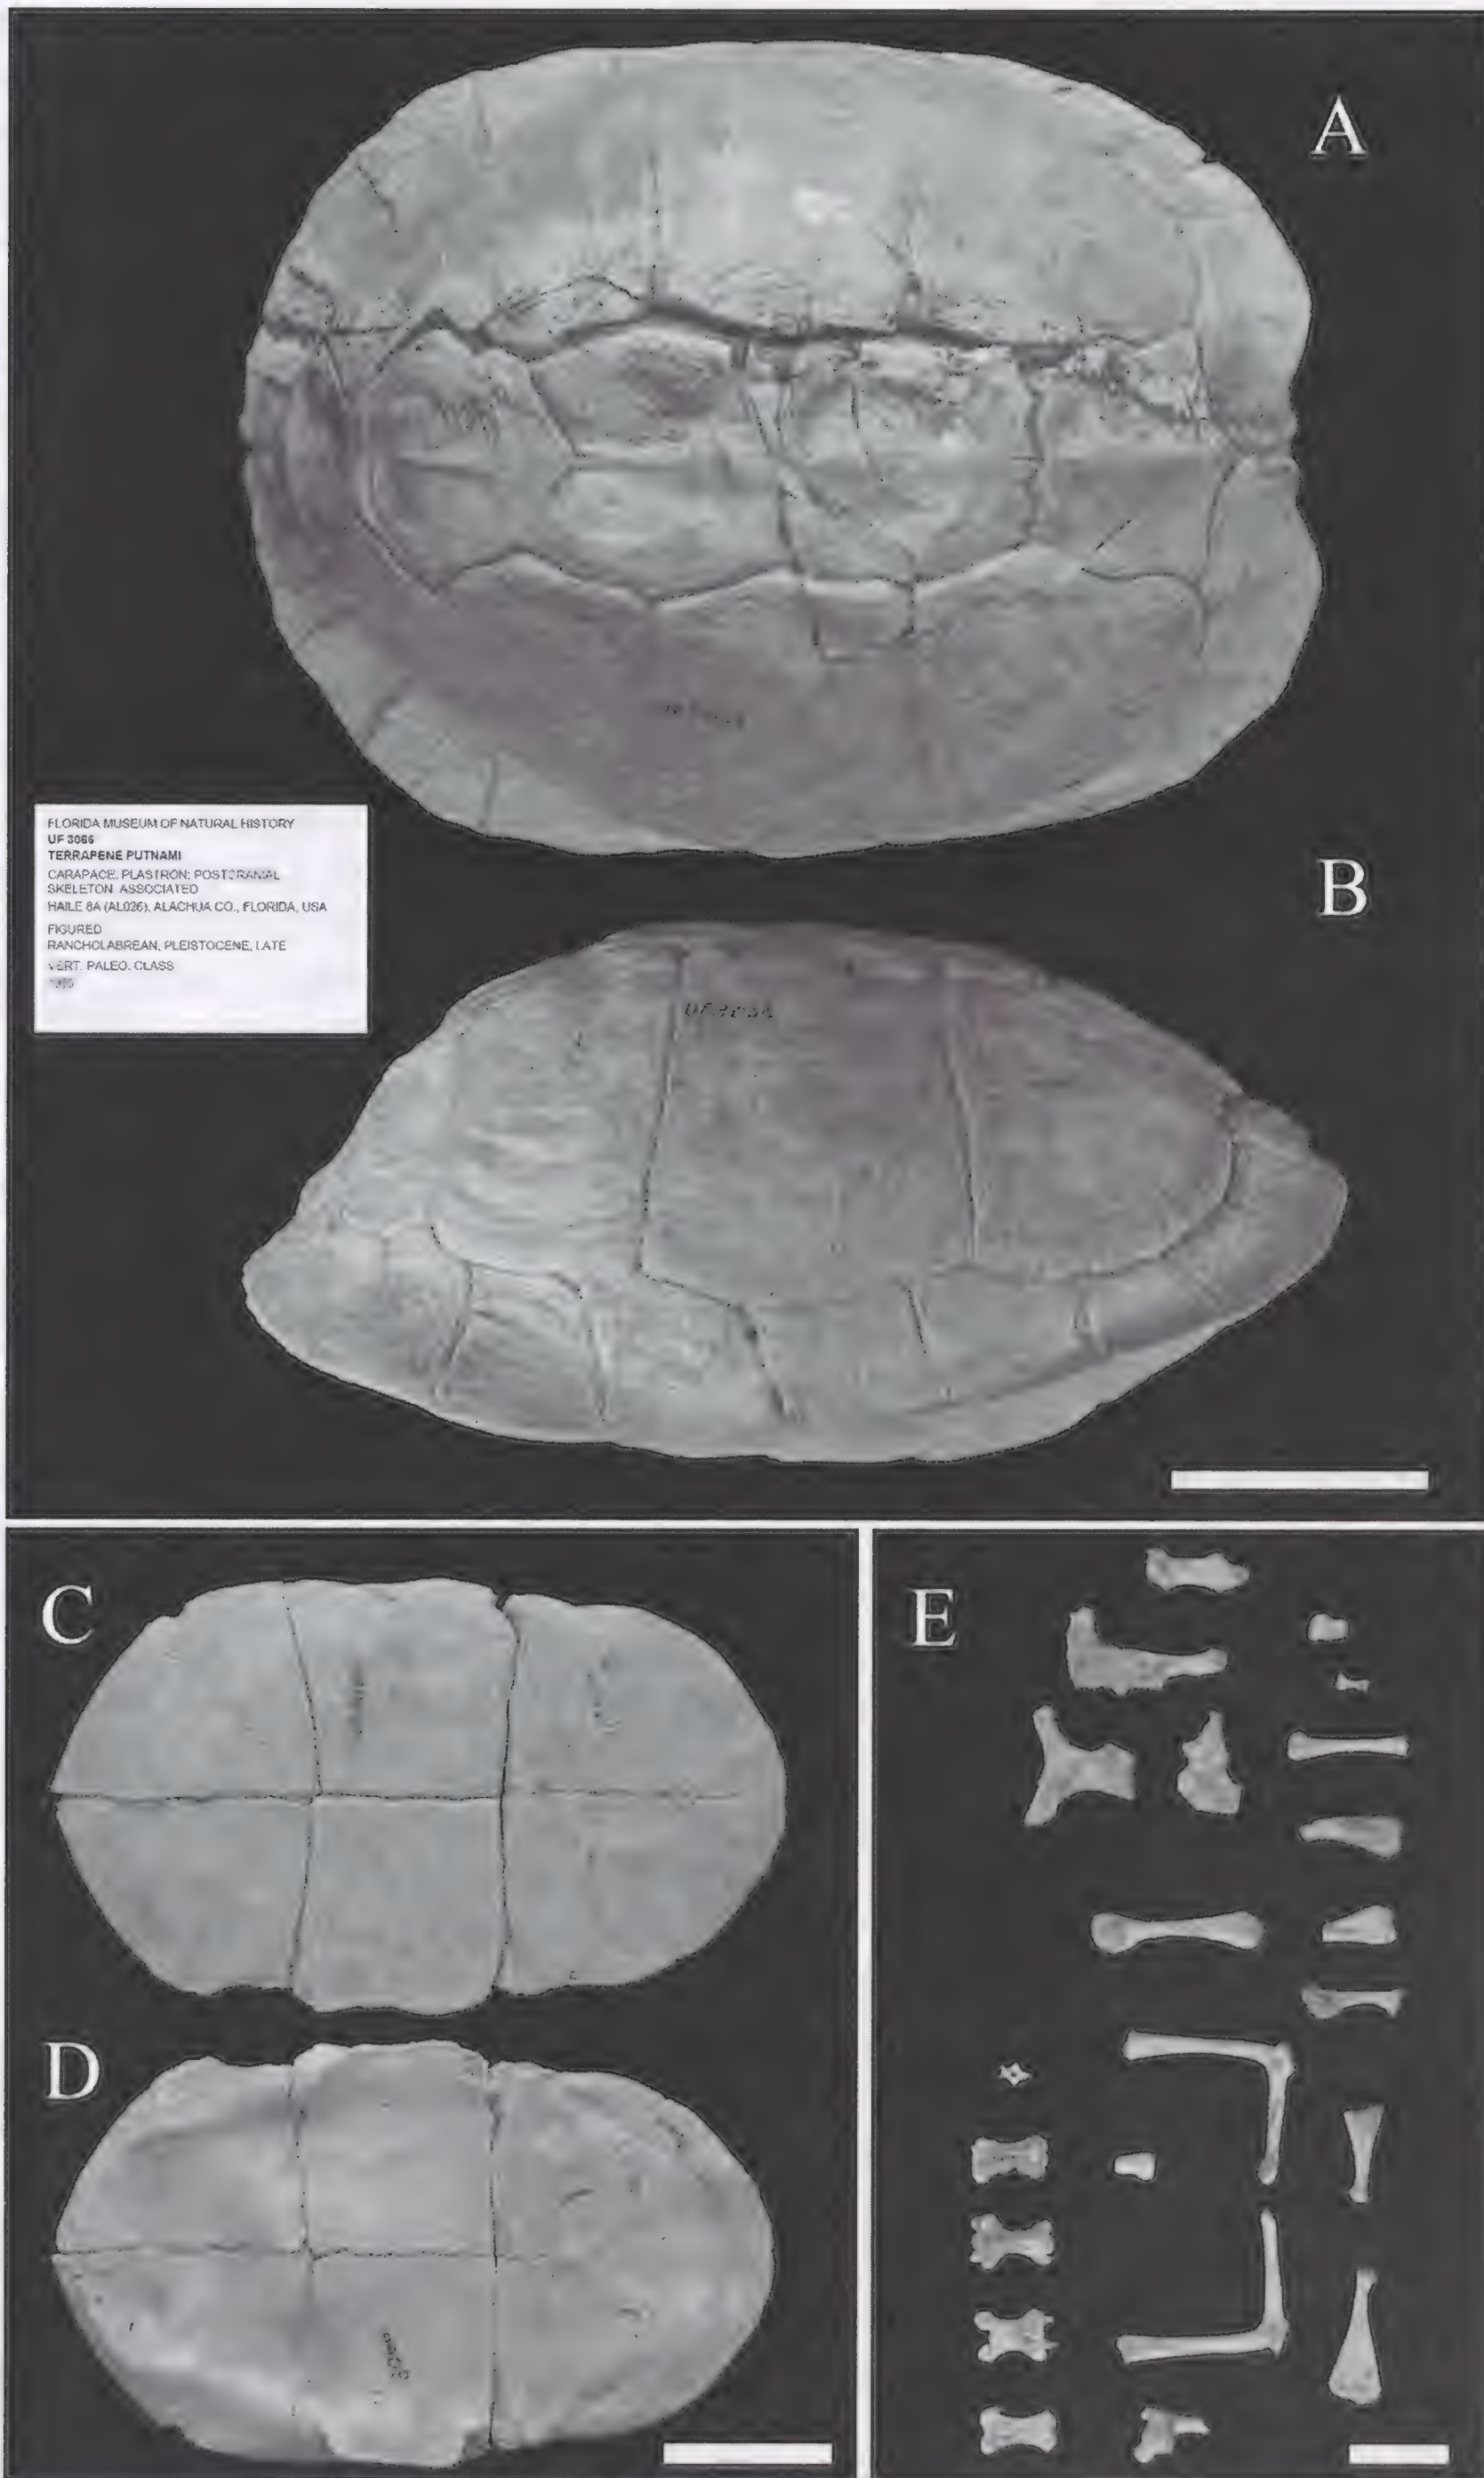 A
FLORIDA MUSEUM OF NATURAL HISTORY
UF 3066
TERRAPENE PUTNAMI
CARAPACE, PLASTRON; POSTCRANIAL
SKELETON ASSOCIATED
HAILE 8A (AL026), ALACHUA CO., FLORIDA, USA
FIGURED
RANCHOLABREAN, PLEISTOCENE, LATE
VERT. PALEO. CLASS
B
C
E
D